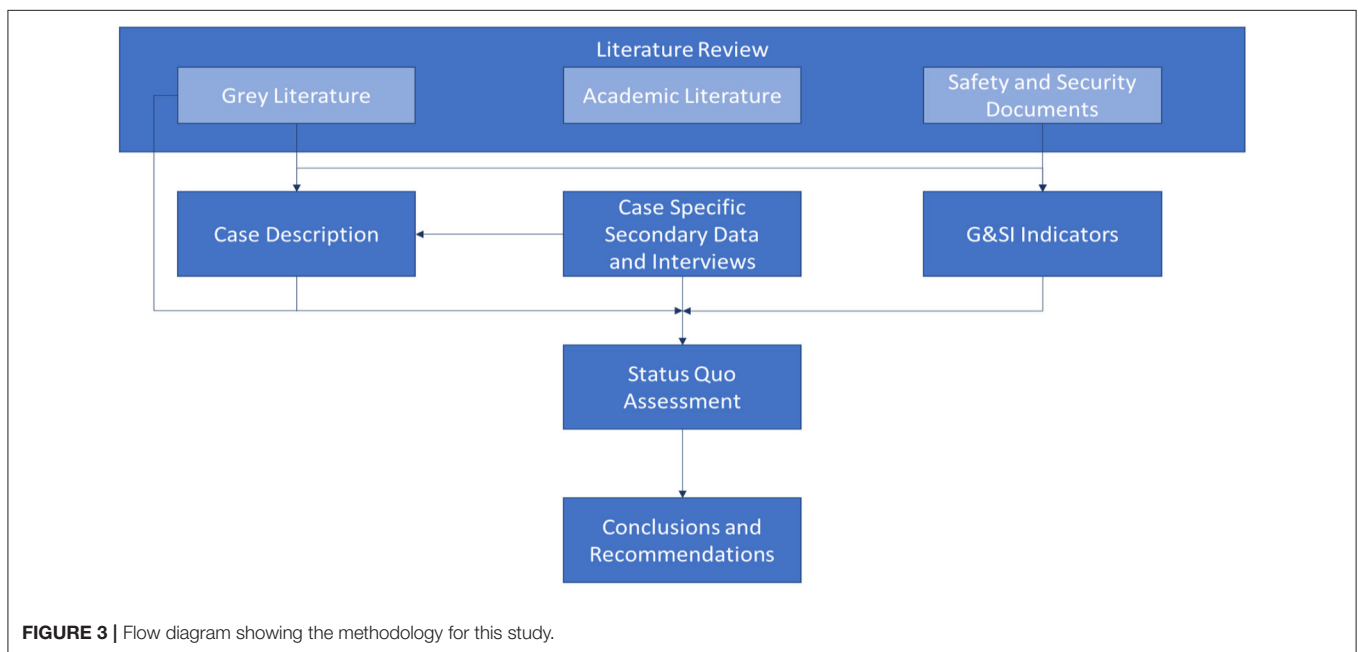 Literature Review
Grey Literature
Academic Literature
Safety and Security
Documents
Case Description
Case Specific
Secondary Data
and Interviews
G&SI Indicators
Status Quo
Assessment
Conclusions and
Recommendations
FIGURE 3 | Flow diagram showing the methodology for this study.